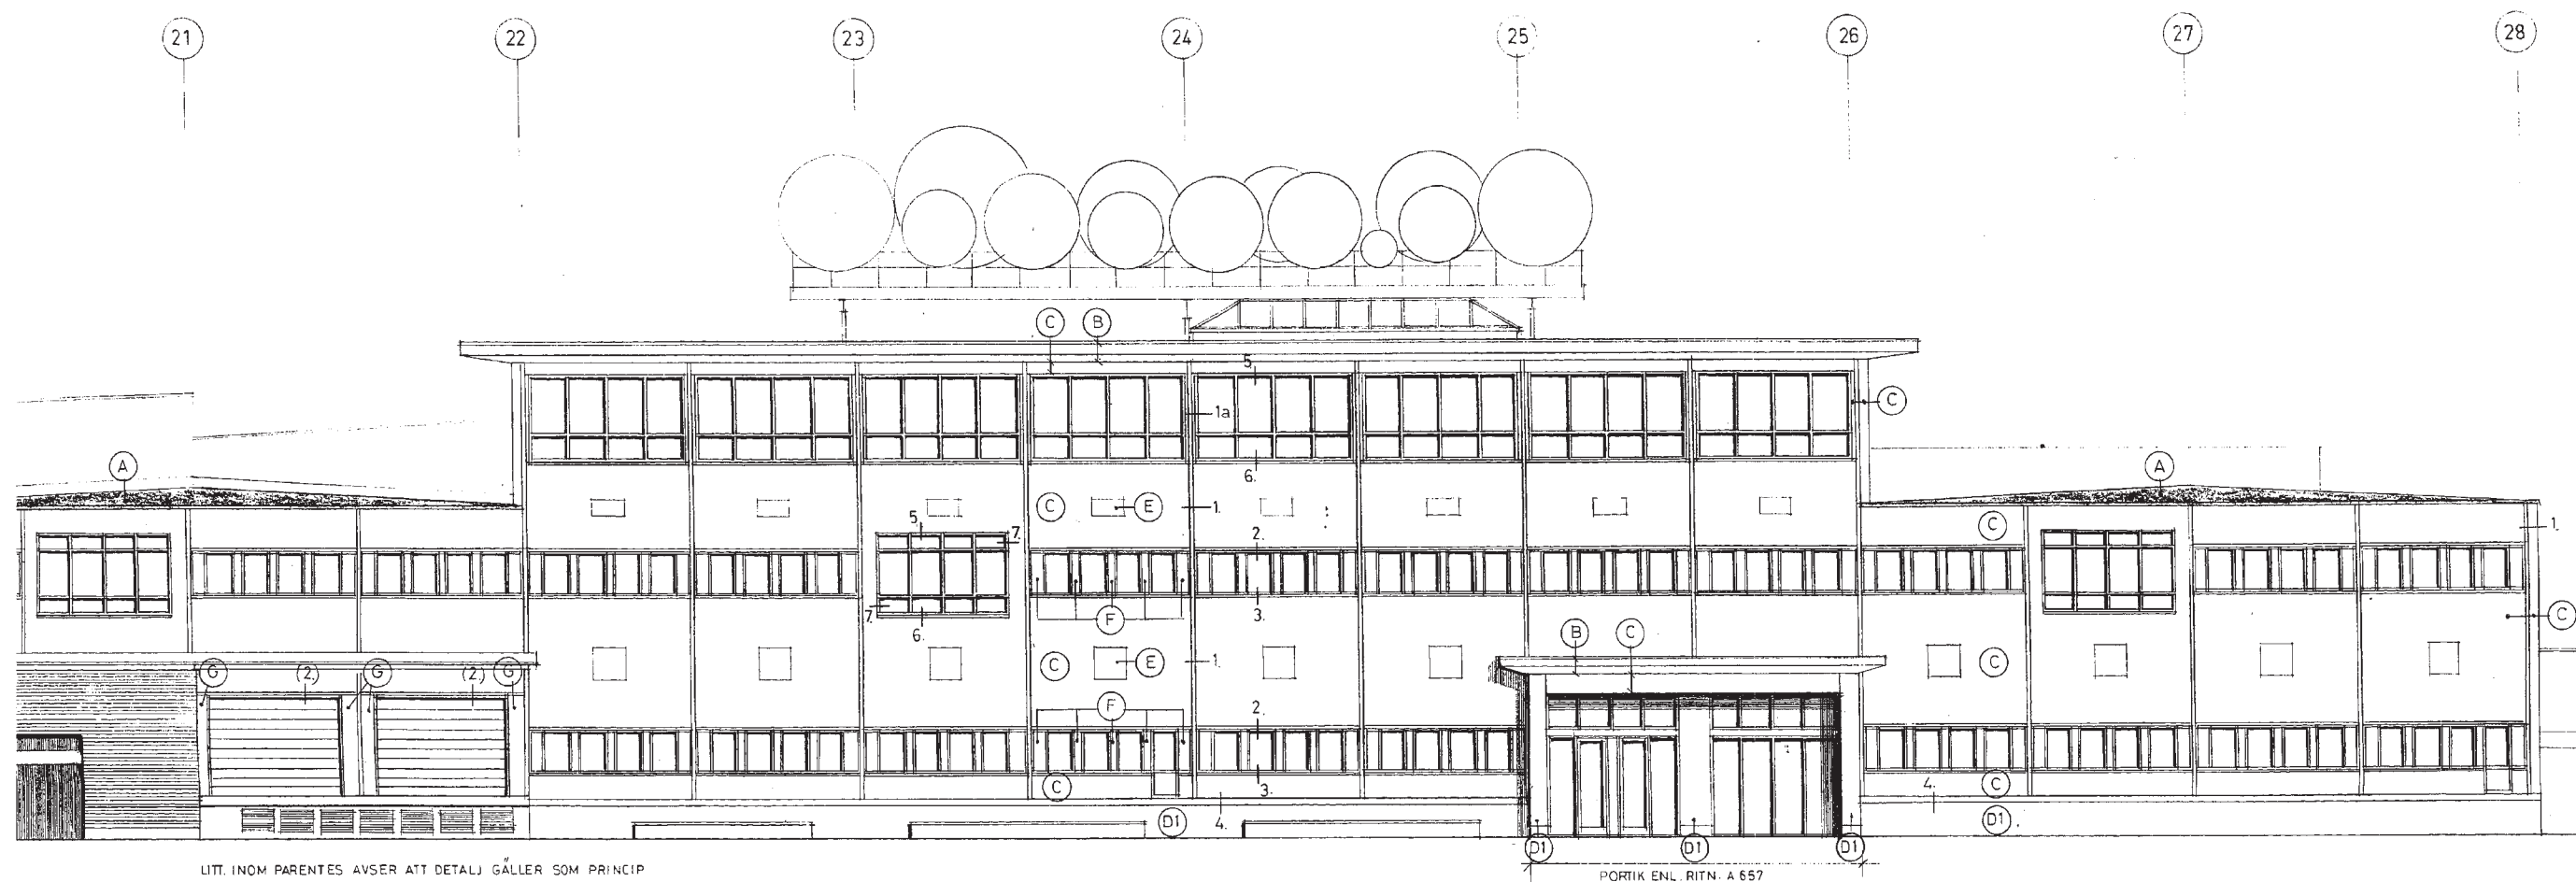 21 22 23 24 25 26 27 28
C B
5.
1a C
6.
A A
C E 1. C 1.
5. 7. 2.
F 3. C
7. 6.
B C
C E 1. C
G (2.) G (2.) G
F 2.
C 3. 4. C
D1 4. D1
D1 D1 D1
LITT. INOM PARENTES AVSER ATT DETALJ GÄLLER SOM PRINCIP
PORTIK ENL. RITN. A 657